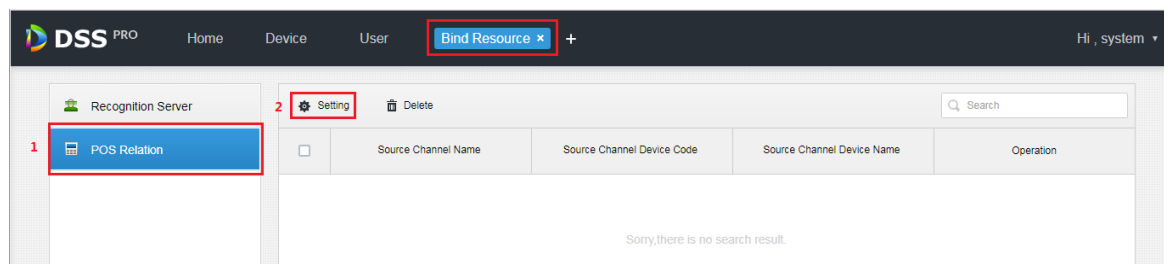 DSS PRO Home Device User Bind Resource × + Hi , system ▾
Recognition Server 2 Setting Delete Search
1 POS Relation Source Channel Name Source Channel Device Code Source Channel Device Name Operation
Sorry,there is no search result.